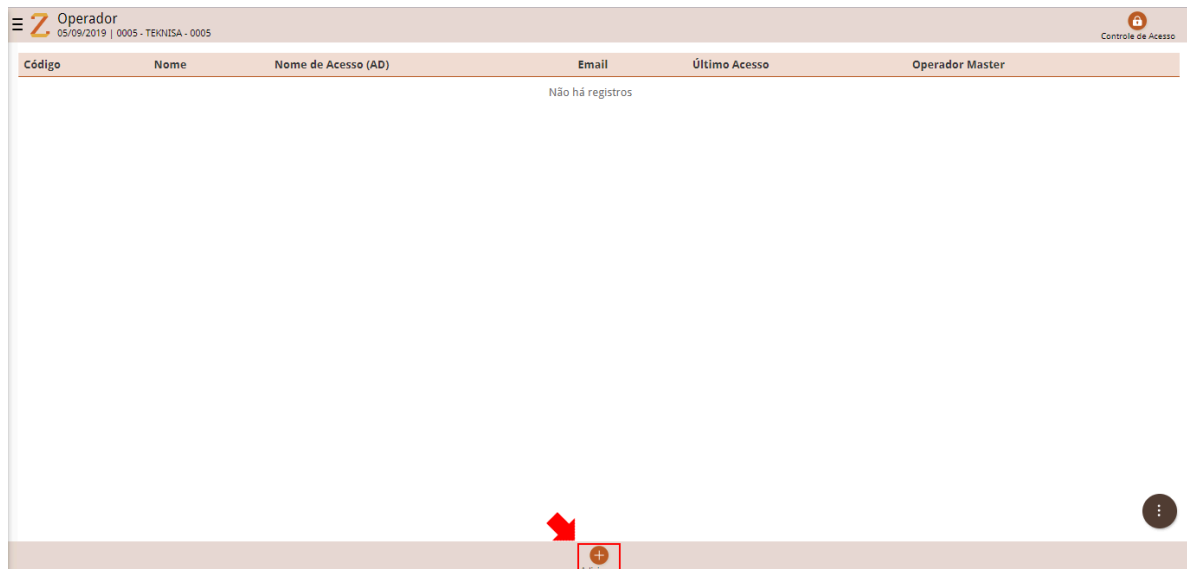 Operador
05/09/2019 | 0005 - TEKNISA - 0005
Controle de Acesso
Código Nome Nome de Acesso (AD) Email Último Acesso Operador Master
Não há registros